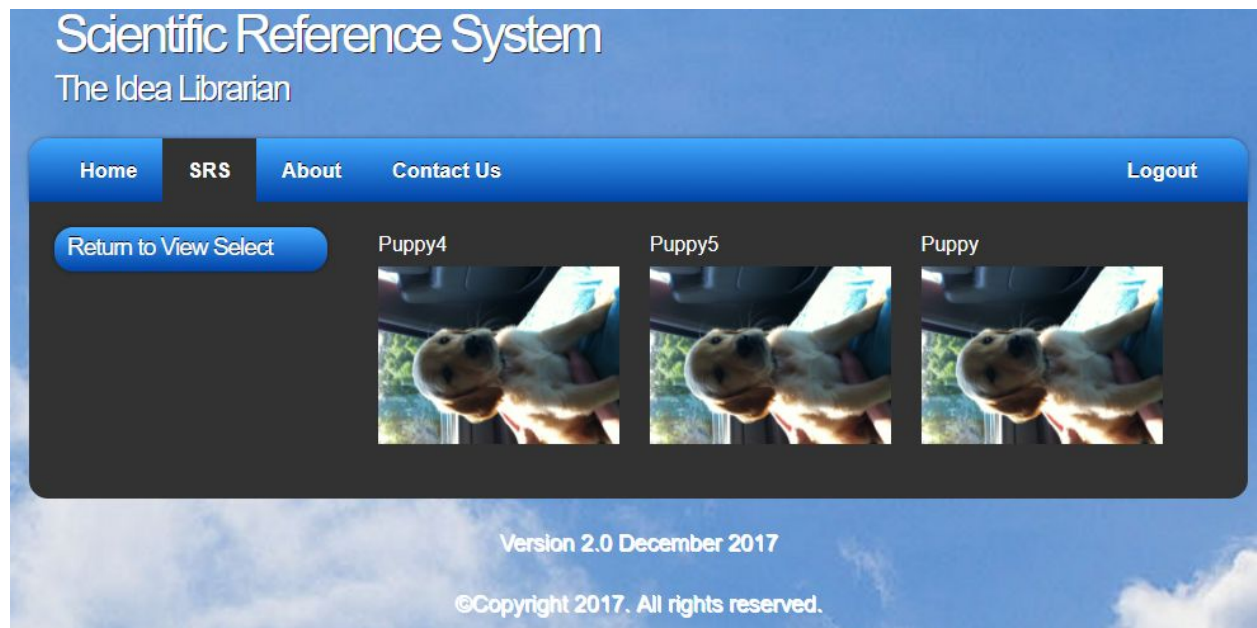 Scientific Reference System
The Idea Librarian
Home SRS About Contact Us Logout
Return to View Select Puppy4 Puppy5 Puppy
Version 2.0 December 2017
©Copyright 2017. All rights reserved.